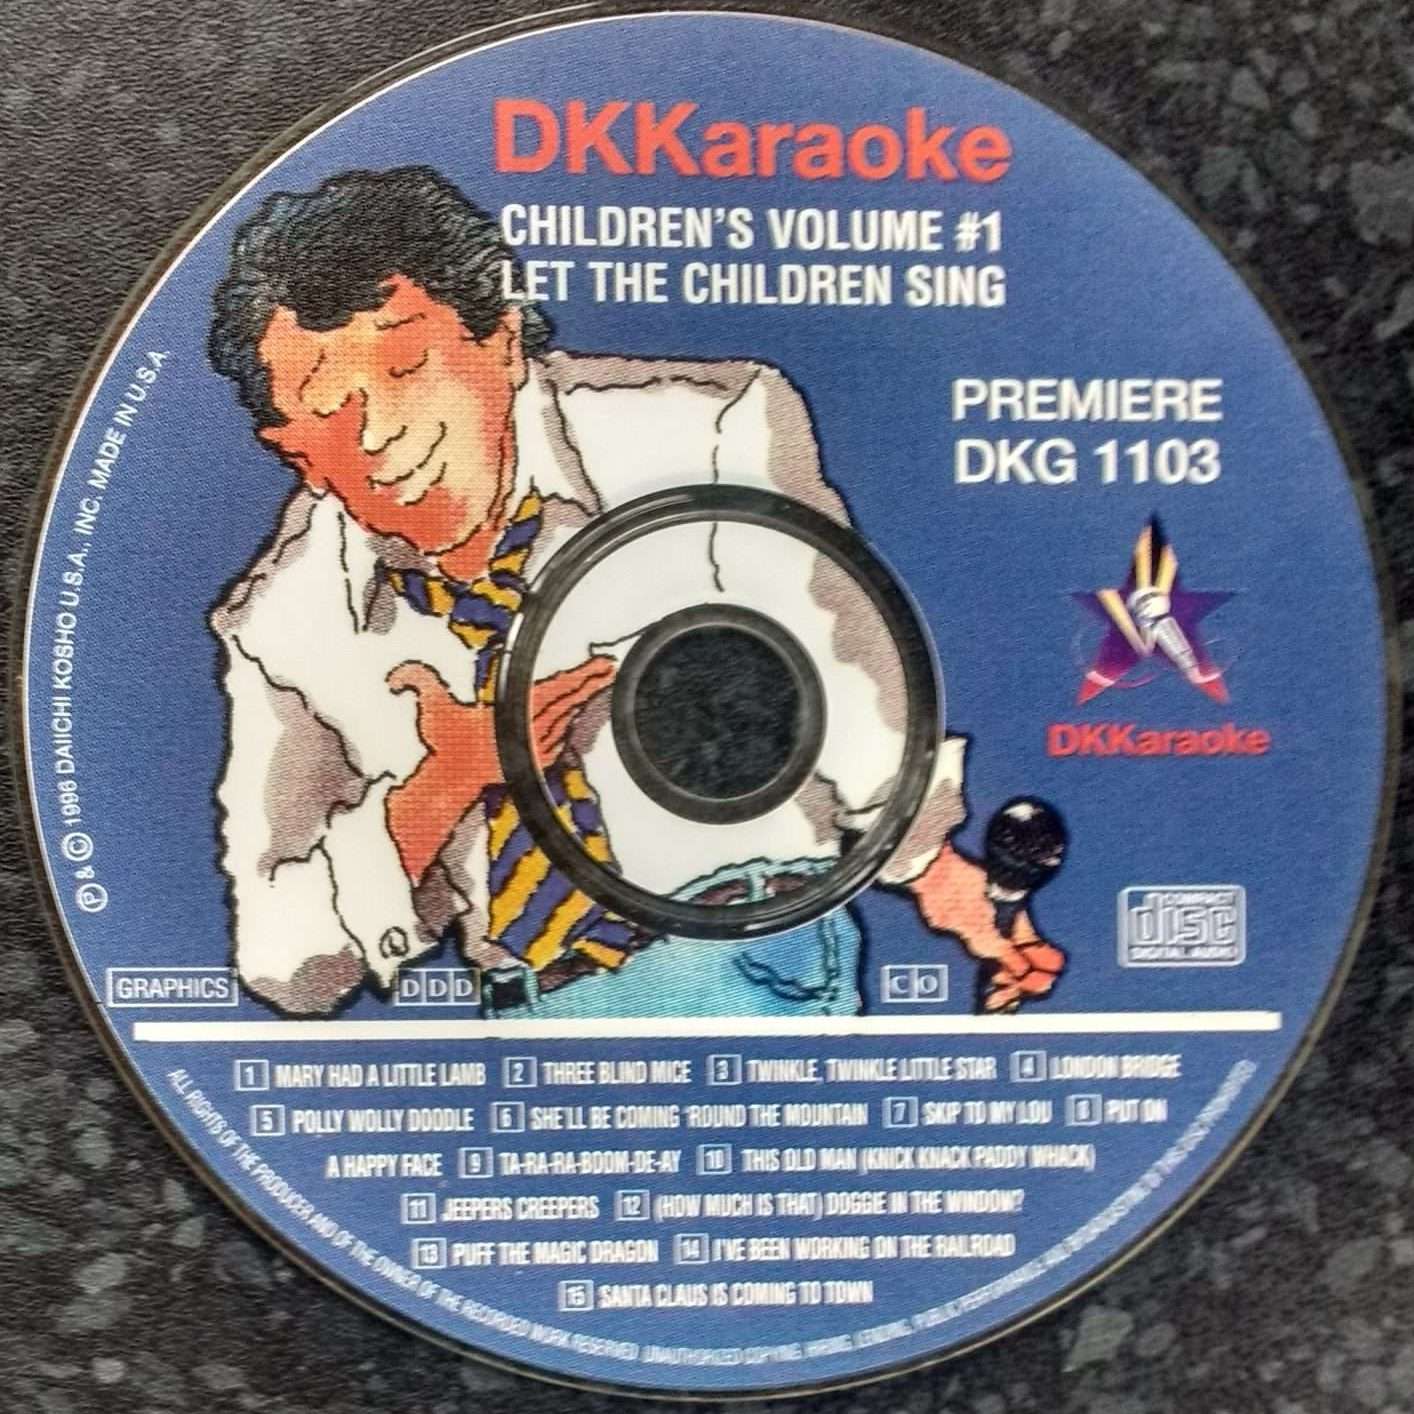 DKKaraoke
CHILDREN'S VOLUME #1
LET THE CHILDREN SING
PREMIERE
DKG 1103
DKKaraoke
COMPACT
disc
DIGITAL AUDIO
Ⓟ & © 1996 DAIICHI KOSHO U.S.A., INC. MADE IN U.S.A
GRAPHICS
DDD
CO
1 MARY HAD A LITTLE LAMB 2 THREE BLIND MICE 3 TWINKLE, TWINKLE LITTLE STAR 4 LONDON BRIDGE
5 POLLY WOLLY DOODLE 6 SHE'LL BE COMING 'ROUND THE MOUNTAIN 7 SKIP TO MY LOU 8 PUT ON
A HAPPY FACE 9 TA-RA-RA-BOOM-DE-AY 10 THIS OLD MAN (KNICK KNACK PADDY WHACK)
11 JEEPERS CREEPERS 12 (HOW MUCH IS THAT) DOGGIE IN THE WINDOW?
13 PUFF THE MAGIC DRAGON 14 I'VE BEEN WORKING ON THE RAILROAD
15 SANTA CLAUS IS COMING TO TOWN
ALL RIGHTS OF THE PRODUCER AND OF THE OWNER OF THE RECORDED WORK RESERVED. UNAUTHORIZED COPYING, HIRING, LENDING, PUBLIC PERFORMANCE AND BROADCASTING OF THIS DISC PROHIBITED